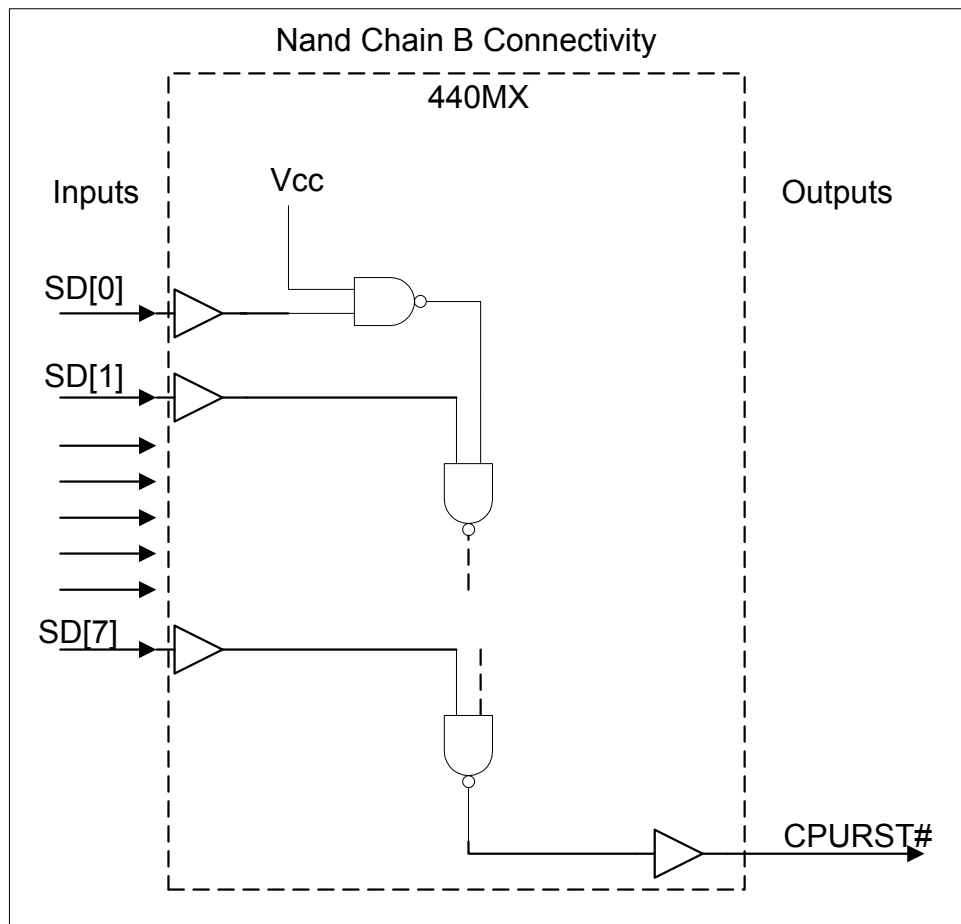 Nand Chain B Connectivity
440MX
Inputs
Vcc
Outputs
SD[0]
SD[1]
SD[7]
CPURST#